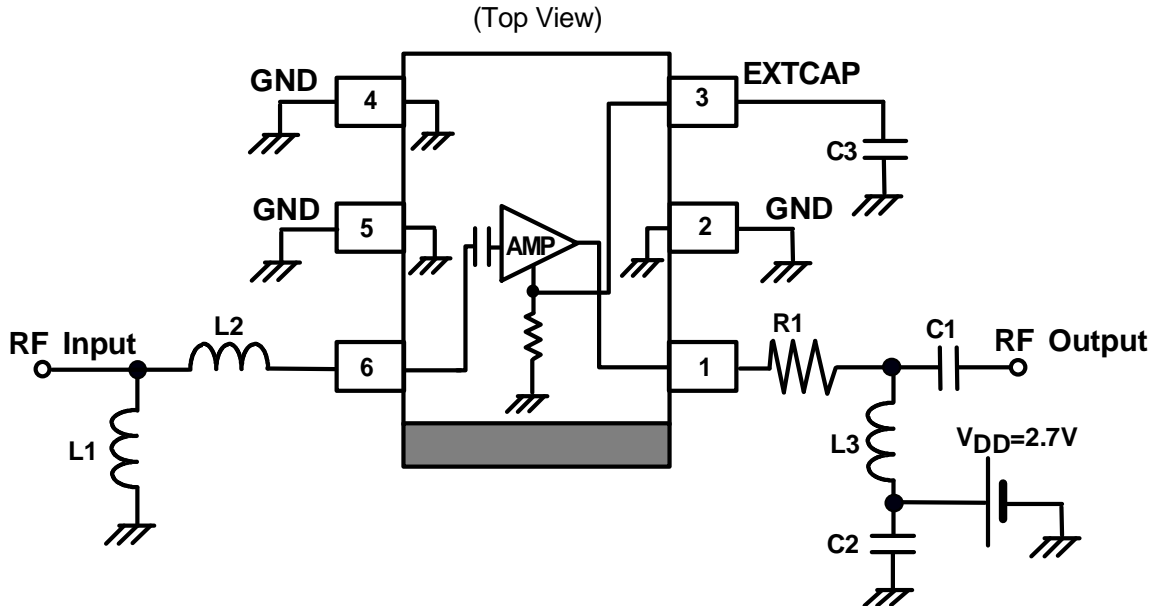 (Top View)
GND
4
3
EXTCAP
C3
GND
5
AMP
2
GND
RF Input
L2
6
1
R1
C1
RF Output
L1
L3
VDD=2.7V
C2